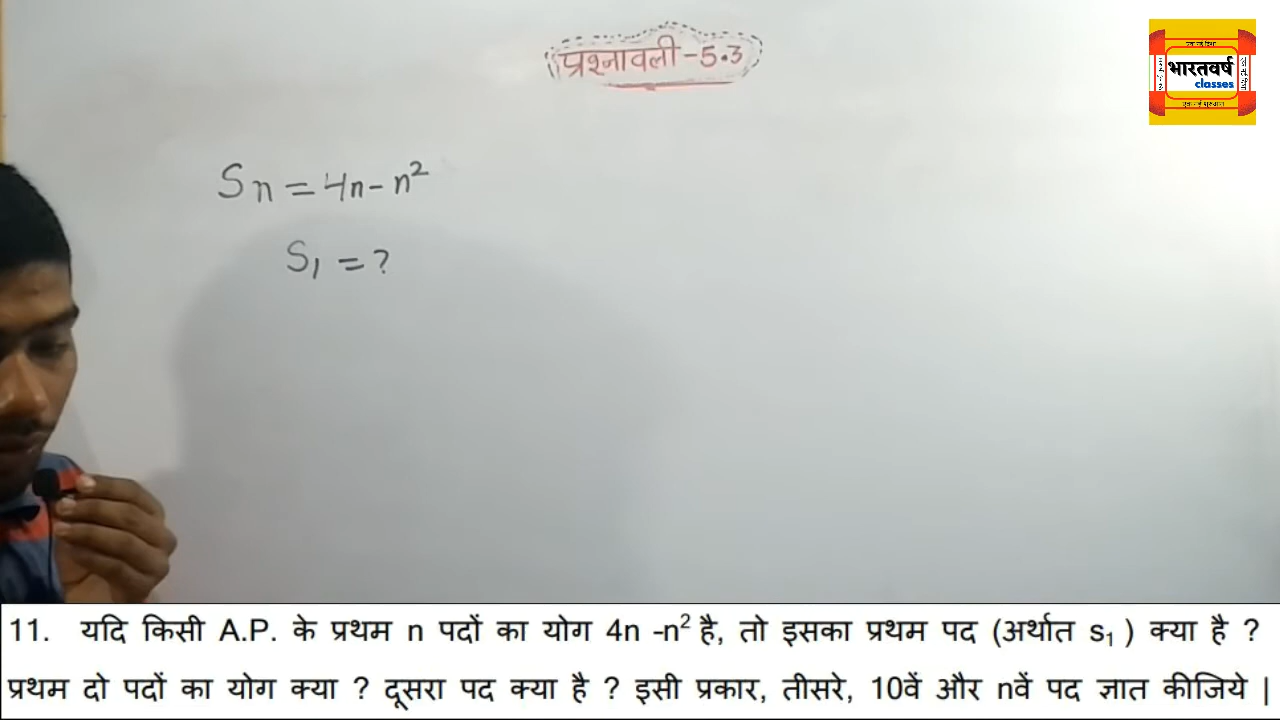 प्रश्नावली-5.3
भारतवर्ष
classes
Sn = 4n - n²
S₁ = ?
11. यदि किसी A.P. के प्रथम n पदों का योग 4n -n² है, तो इसका प्रथम पद (अर्थात s₁ ) क्या है ?
प्रथम दो पदों का योग क्या ? दूसरा पद क्या है ? इसी प्रकार, तीसरे, 10वें और nवें पद ज्ञात कीजिये |